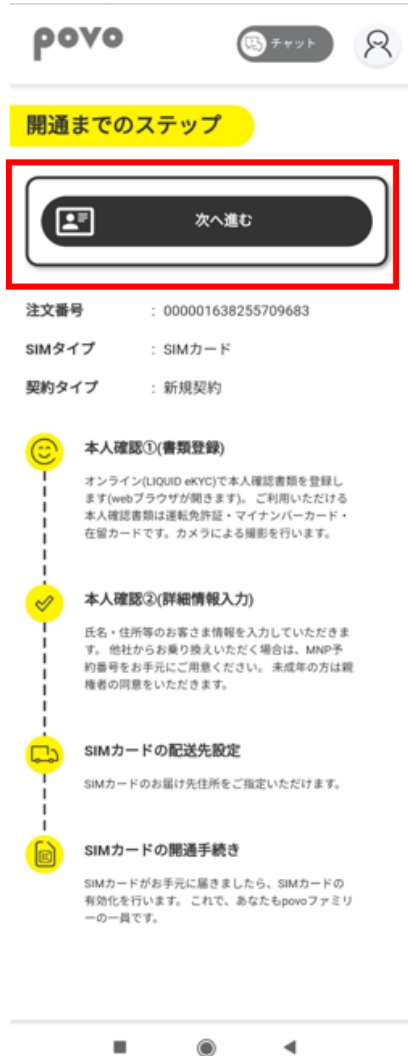 povo
チャット
開通までのステップ
次へ進む
注文番号 : 000001638255709683
SIMタイプ : SIMカード
契約タイプ : 新規契約
本人確認①(書類登録)
オンライン(LIQUID eKYC)で本人確認書類を登録し
ます(webブラウザが開きます)。 ご利用いただける
本人確認書類は運転免許証・マイナンバーカード・
在留カードです。カメラによる撮影を行います。
本人確認②(詳細情報入力)
氏名・住所等のお客さま情報を入力していただきま
す。 他社からお乗り換えいただく場合は、MNP予
約番号をお手元にご用意ください。 未成年の方は親
権者の同意をいただきます。
SIMカードの配送先設定
SIMカードのお届け先住所をご指定いただけます。
SIMカードの開通手続き
SIMカードがお手元に届きましたら、SIMカードの
有効化を行います。 これで、あなたもpovoファミリ
ーの一員です。